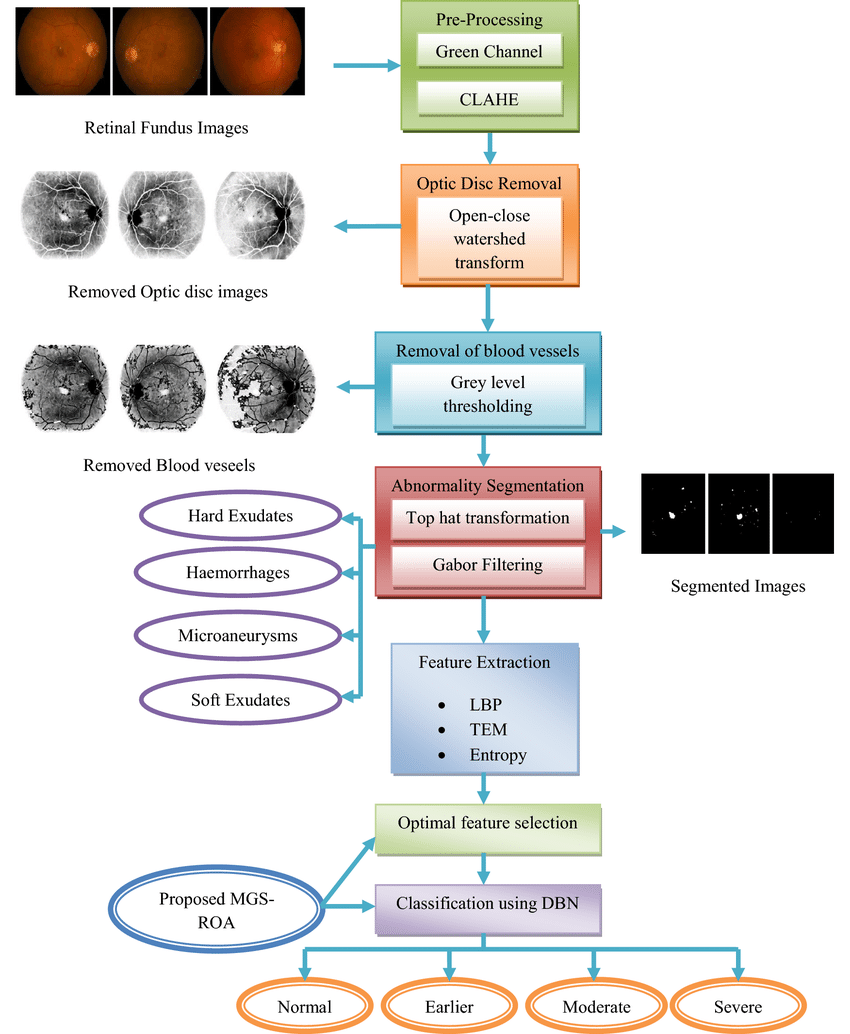 Pre-Processing
Green Channel
CLAHE
Retinal Fundus Images
Optic Disc Removal
Open-close
watershed
transform
Removed Optic disc images
Removal of blood vessels
Grey level
thresholding
Removed Blood veseels
Abnormality Segmentation
Top hat transformation
Gabor Filtering
Hard Exudates
Haemorrhages
Microaneurysms
Soft Exudates
Segmented Images
Feature Extraction
• LBP
• TEM
• Entropy
Optimal feature selection
Proposed MGS-
ROA
Classification using DBN
Normal
Earlier
Moderate
Severe